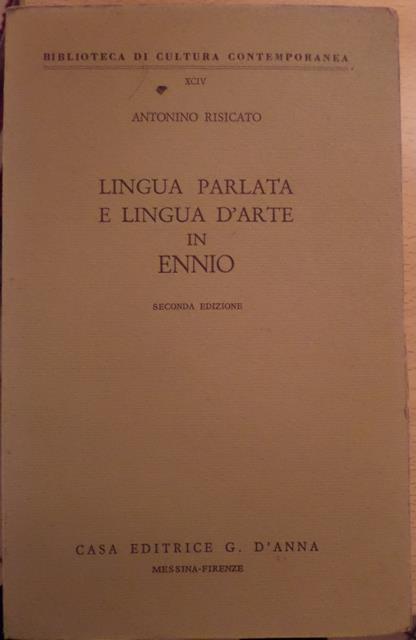 BIBLIOTECA DI CULTURA CONTEMPORANEA
XCIV
ANTONINO RISICATO
LINGUA PARLATA
E LINGUA D'ARTE
IN
ENNIO
SECONDA EDIZIONE
CASA EDITRICE G. D'ANNA
MESSINA-FIRENZE